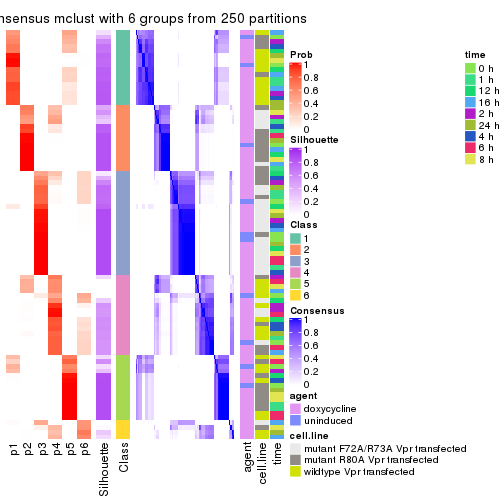 nsensus mclust with 6 groups from 250 partitions
Prob
1
0.8
0.6
0.4
0.2
0
Silhouette
1
0.8
0.6
0.4
0.2
0
Class
1
2
3
4
5
6
Consensus
1
0.8
0.6
0.4
0.2
0
agent
doxycycline
uninduced
cell.line
mutant F72A/R73A Vpr transfected
mutant R80A Vpr transfected
wildtype Vpr transfected
time
0 h
1 h
12 h
16 h
2 h
24 h
4 h
6 h
8 h
p1
p2
p3
p4
p5
p6
Silhouette
Class
agent
cell.line
time